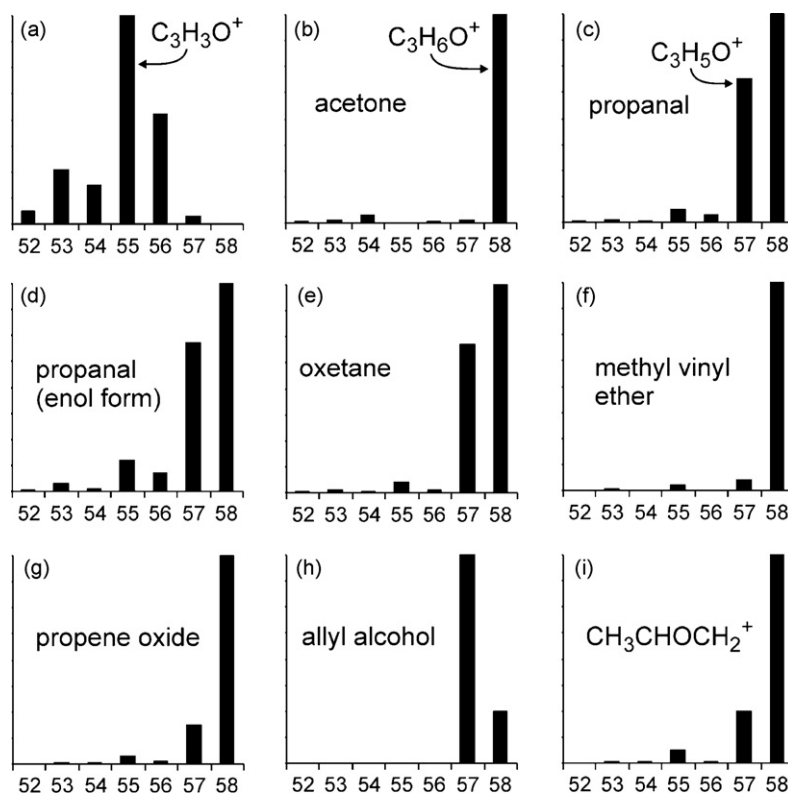 (a) C₃H₃O⁺
52 53 54 55 56 57 58
(b) C₃H₆O⁺
acetone
52 53 54 55 56 57 58
(c)
C₃H₅O⁺
propanal
52 53 54 55 56 57 58
(d)
propanal
(enol form)
52 53 54 55 56 57 58
(e)
oxetane
52 53 54 55 56 57 58
(f)
methyl vinyl
ether
52 53 54 55 56 57 58
(g)
propene oxide
52 53 54 55 56 57 58
(h)
allyl alcohol
52 53 54 55 56 57 58
(i)
CH₃CHOCH₂⁺
52 53 54 55 56 57 58